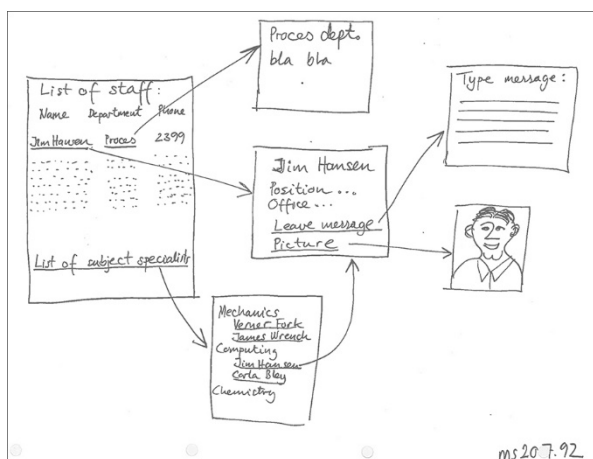 List of staff:
Name Department Phone
Jim Hansen Proces 2399
List of subject specialists
Proces dept.
bla bla
.
Jim Hansen
Position ...
Office ...
Leave message
Picture
Type message:
Mechanics
Verner Fork
James Wrench
Computing
Jim Hansen
Carla Bley
Chemistry
ms 20.7.92